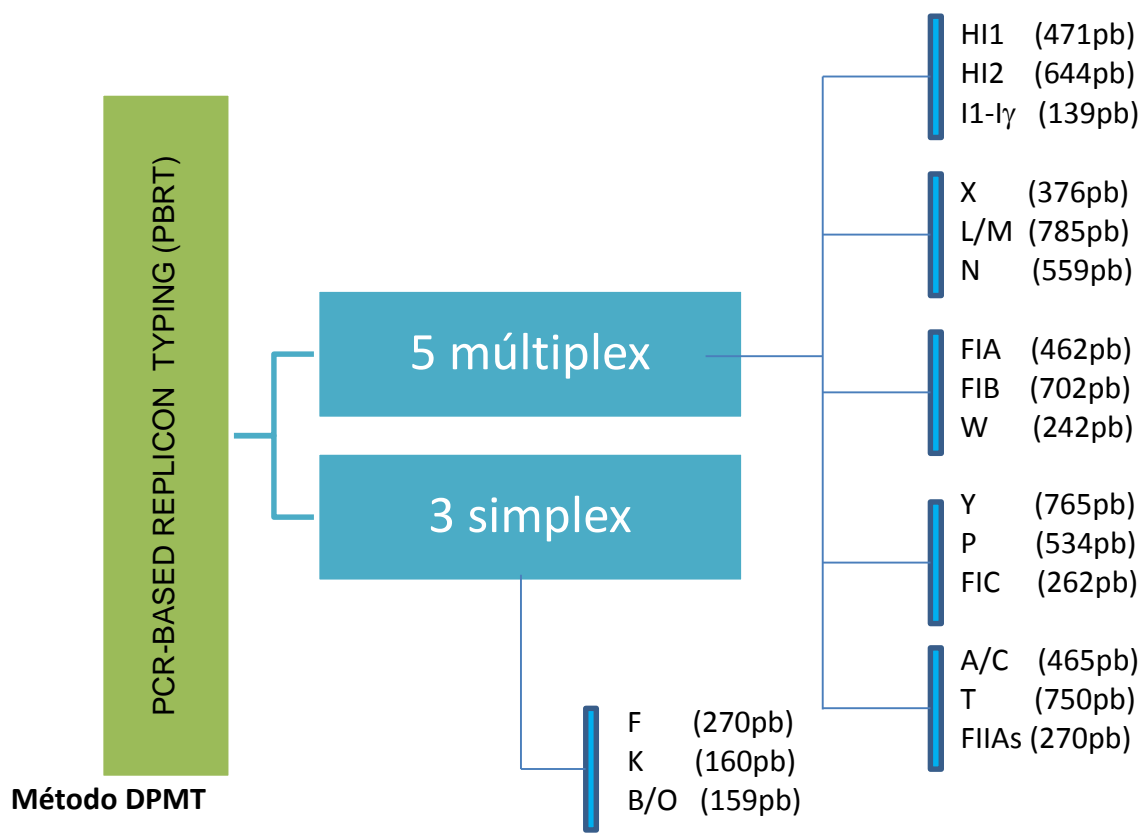 PCR-BASED REPLICON TYPING (PBRT)
5 múltiplex
3 simplex
HI1 (471pb)
HI2 (644pb)
I1-Iγ (139pb)
X (376pb)
L/M (785pb)
N (559pb)
FIA (462pb)
FIB (702pb)
W (242pb)
Y (765pb)
P (534pb)
FIC (262pb)
A/C (465pb)
T (750pb)
FIIAs (270pb)
F (270pb)
K (160pb)
B/O (159pb)
Método DPMT